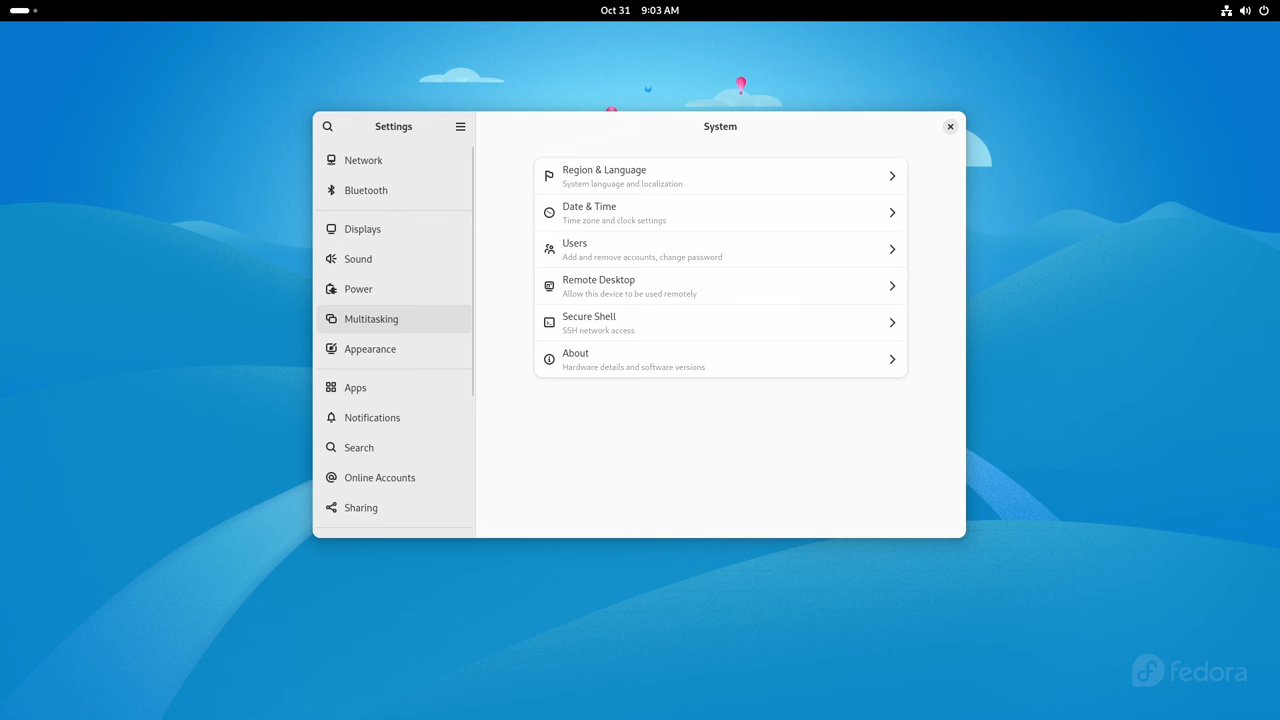 Oct 31 9:03 AM
Settings
System
Network
Bluetooth
Displays
Sound
Power
Multitasking
Appearance
Apps
Notifications
Search
Online Accounts
Sharing
Region & Language
System language and localization
Date & Time
Time zone and clock settings
Users
Add and remove accounts, change password
Remote Desktop
Allow this device to be used remotely
Secure Shell
SSH network access
About
Hardware details and software versions
fedora